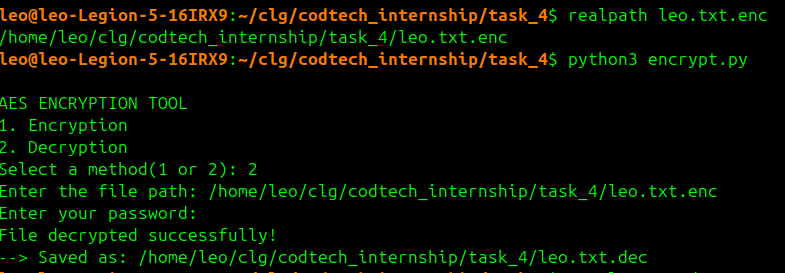 leo@leo-Legion-5-16IRX9:~/clg/codtech_internship/task_4$ realpath leo.txt.enc
/home/leo/clg/codtech_internship/task_4/leo.txt.enc
leo@leo-Legion-5-16IRX9:~/clg/codtech_internship/task_4$ python3 encrypt.py
AES ENCRYPTION TOOL
1. Encryption
2. Decryption
Select a method(1 or 2): 2
Enter the file path: /home/leo/clg/codtech_internship/task_4/leo.txt.enc
Enter your password:
File decrypted successfully!
--> Saved as: /home/leo/clg/codtech_internship/task_4/leo.txt.dec